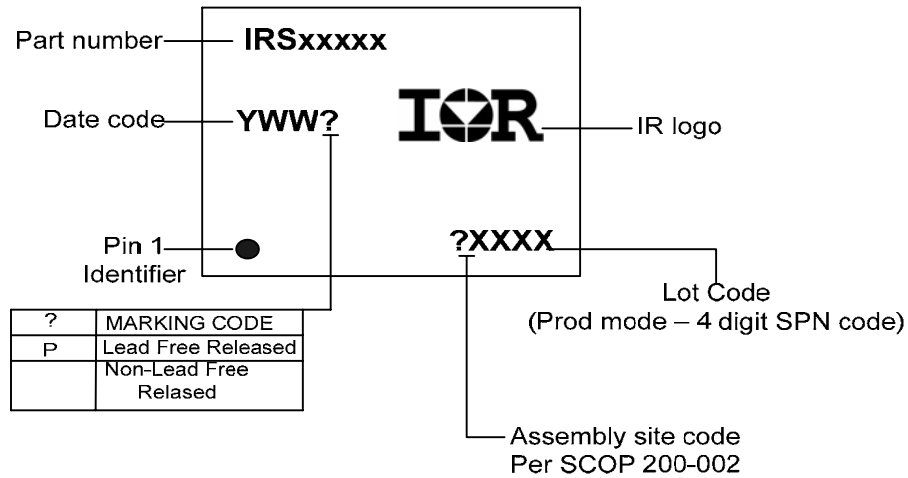 Part number
IRSxxxxx
Date code
YWW?
IOR
IR logo
Pin 1
Identifier
?XXXX
Lot Code
(Prod mode – 4 digit SPN code)
? MARKING CODE
P Lead Free Released
Non-Lead Free
Relased
Assembly site code
Per SCOP 200-002